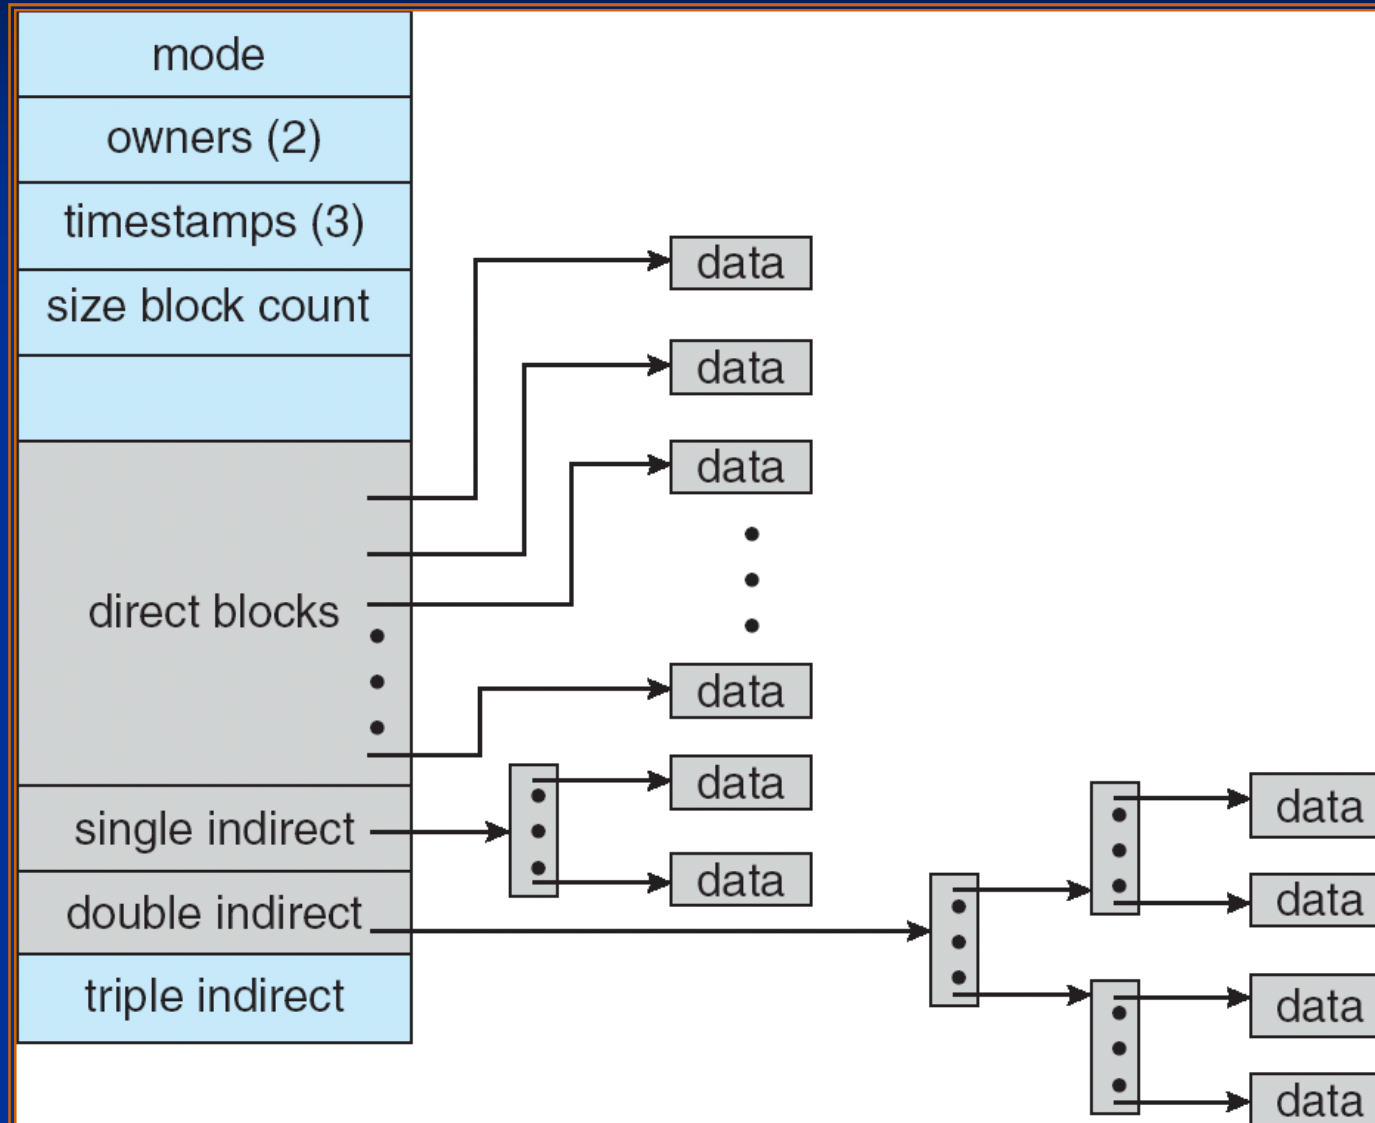 mode
owners (2)
timestamps (3)
size block count
direct blocks
single indirect
double indirect
triple indirect
data
data
data
data
data
data
data
data
data
data